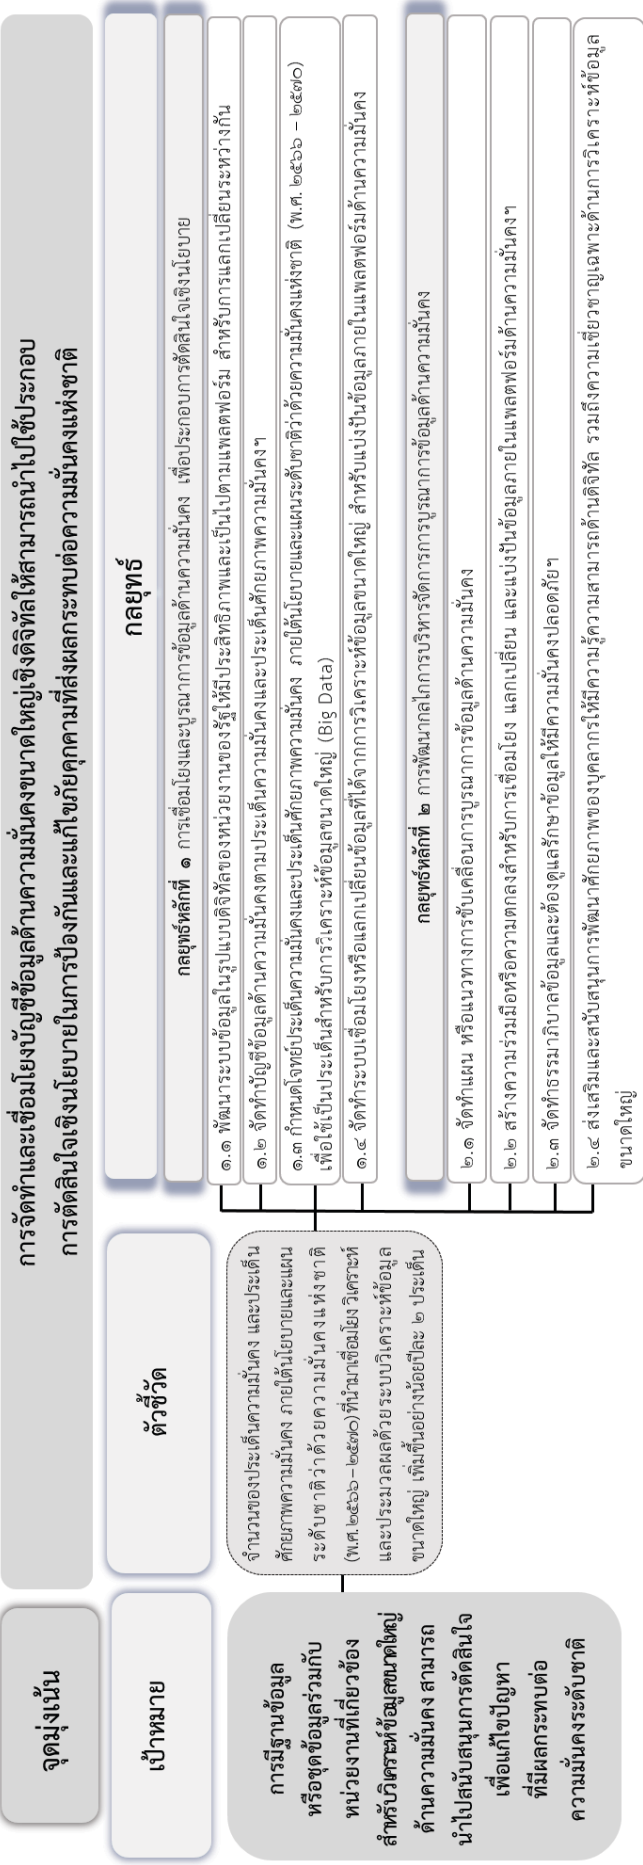 จุดมุ่งเน้น
การจัดทำและเชื่อมโยงบัญชีข้อมูลด้านความมั่นคงขนาดใหญ่เชิงดิจิทัลให้สามารถนำไปใช้ประกอบ
การตัดสินใจเชิงนโยบายในการป้องกันและแก้ไขภัยคุกคามที่ส่งผลกระทบต่อความมั่นคงแห่งชาติ
เป้าหมาย
การมีฐานข้อมูล
หรือชุดข้อมูลร่วมกับ
หน่วยงานที่เกี่ยวข้อง
สำหรับวิเคราะห์ข้อมูลขนาดใหญ่
ด้านความมั่นคง สามารถ
นำไปสนับสนุนการตัดสินใจ
เพื่อแก้ไขปัญหา
ที่มีผลกระทบต่อ
ความมั่นคงระดับชาติ
ตัวชี้วัด
จำนวนของประเด็นความมั่นคง และประเด็น
ศักยภาพความมั่นคง ภายใต้นโยบายและแผน
ระดับชาติว่าด้วยความมั่นคงแห่งชาติ
(พ.ศ. ๒๕๖๖ – ๒๕๗๐) ที่นำมาเชื่อมโยง วิเคราะห์
และประมวลผลด้วยระบบวิเคราะห์ข้อมูล
ขนาดใหญ่ เพิ่มขึ้นอย่างน้อยปีละ ๒ ประเด็น
กลยุทธ์
กลยุทธ์หลักที่ ๑ การเชื่อมโยงและบูรณาการข้อมูลด้านความมั่นคง เพื่อประกอบการตัดสินใจเชิงนโยบาย
๑.๑ พัฒนาระบบข้อมูลในรูปแบบดิจิทัลของหน่วยงานของรัฐให้มีประสิทธิภาพและเป็นไปตามแพลตฟอร์ม สำหรับการแลกเปลี่ยนระหว่างกัน
๑.๒ จัดทำบัญชีข้อมูลด้านความมั่นคงตามประเด็นความมั่นคงและประเด็นศักยภาพความมั่นคงฯ
๑.๓ กำหนดโจทย์ประเด็นความมั่นคงและประเด็นศักยภาพความมั่นคง ภายใต้นโยบายและแผนระดับชาติว่าด้วยความมั่นคงแห่งชาติ (พ.ศ. ๒๕๖๖ – ๒๕๗๐)
เพื่อใช้เป็นประเด็นสำหรับการวิเคราะห์ข้อมูลขนาดใหญ่ (Big Data)
๑.๔ จัดทำระบบเชื่อมโยงหรือแลกเปลี่ยนข้อมูลที่ได้จากการวิเคราะห์ข้อมูลขนาดใหญ่ สำหรับแบ่งปันข้อมูลภายในแพลตฟอร์มด้านความมั่นคง
กลยุทธ์หลักที่ ๒ การพัฒนากลไกการบริหารจัดการการบูรณาการข้อมูลด้านความมั่นคง
๒.๑ จัดทำแผน หรือแนวทางการขับเคลื่อนการบูรณาการข้อมูลด้านความมั่นคง
๒.๒ สร้างความร่วมมือหรือความตกลงสำหรับการเชื่อมโยง แลกเปลี่ยน และแบ่งปันข้อมูลภายในแพลตฟอร์มด้านความมั่นคงฯ
๒.๓ จัดทำธรรมาภิบาลข้อมูลและต้องดูแลรักษาข้อมูลให้มีความมั่นคงปลอดภัยฯ
๒.๔ ส่งเสริมและสนับสนุนการพัฒนาศักยภาพของบุคลากรให้มีความรู้ความสามารถด้านดิจิทัล รวมถึงความเชี่ยวชาญเฉพาะด้านการวิเคราะห์ข้อมูล
ขนาดใหญ่